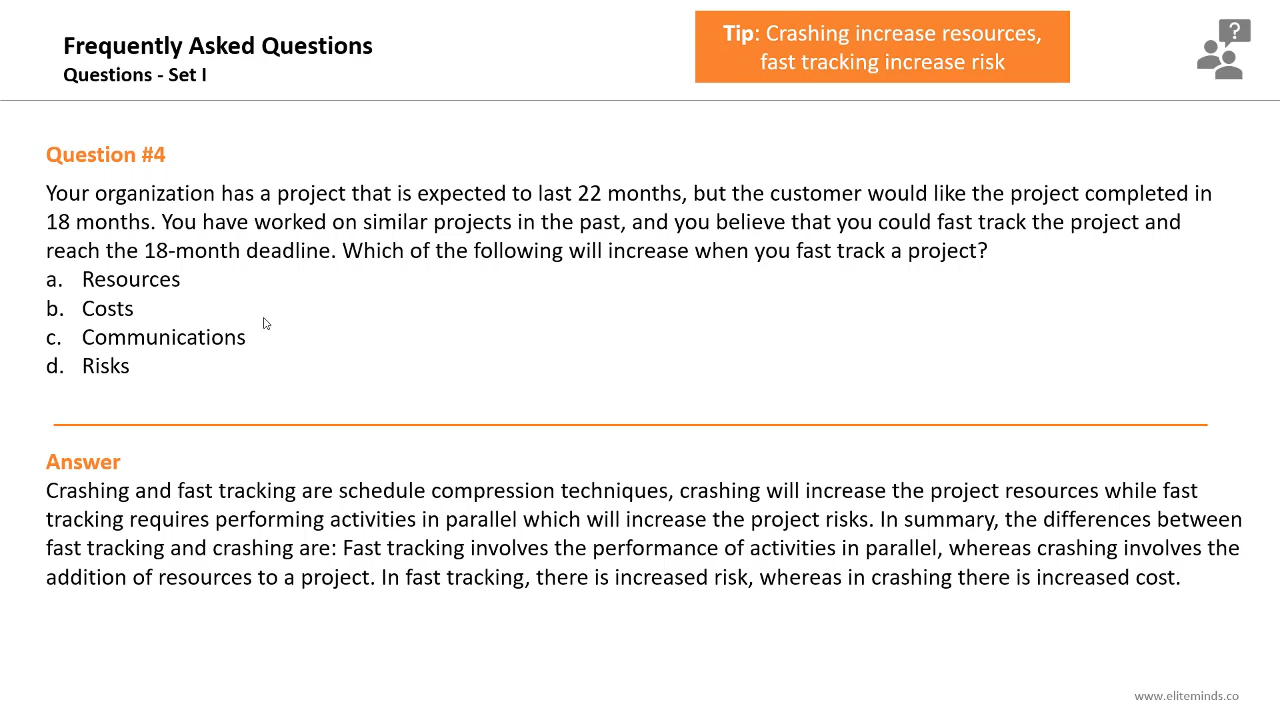 Frequently Asked Questions
Questions - Set I
Tip: Crashing increase resources,
fast tracking increase risk
?
Question #4
Your organization has a project that is expected to last 22 months, but the customer would like the project completed in
18 months. You have worked on similar projects in the past, and you believe that you could fast track the project and
reach the 18-month deadline. Which of the following will increase when you fast track a project?
a. Resources
b. Costs
c. Communications
d. Risks
Answer
Crashing and fast tracking are schedule compression techniques, crashing will increase the project resources while fast
tracking requires performing activities in parallel which will increase the project risks. In summary, the differences between
fast tracking and crashing are: Fast tracking involves the performance of activities in parallel, whereas crashing involves the
addition of resources to a project. In fast tracking, there is increased risk, whereas in crashing there is increased cost.
www.eliteminds.co